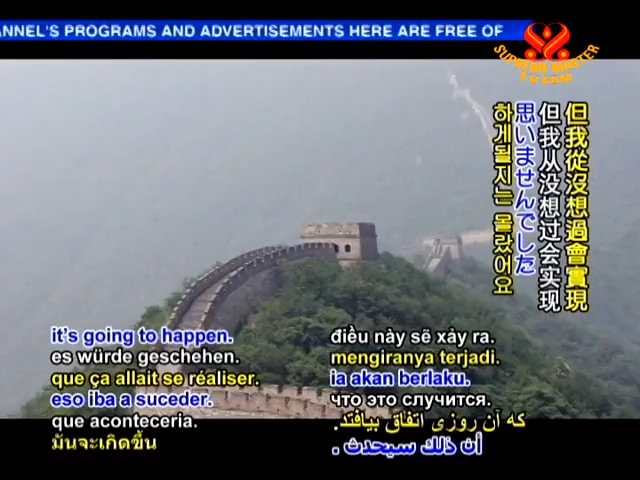 ANNEL'S PROGRAMS AND ADVERTISEMENTS HERE ARE FREE OF
SUPREME MASTER
TV.COM
但我從沒想過會實現
但我从没想过会实现
思いませんでした
하게될지는 몰랐어요
it's going to happen.
es würde geschehen.
que ça allait se réaliser.
eso iba a suceder.
que aconteceria.
มันจะเกิดขึ้น
điều này sẽ xảy ra.
mengiranya terjadi.
ia akan berlaku.
что это случится.
که آن روزی اتفاق بیافتد.
أن ذلك سيحدث .